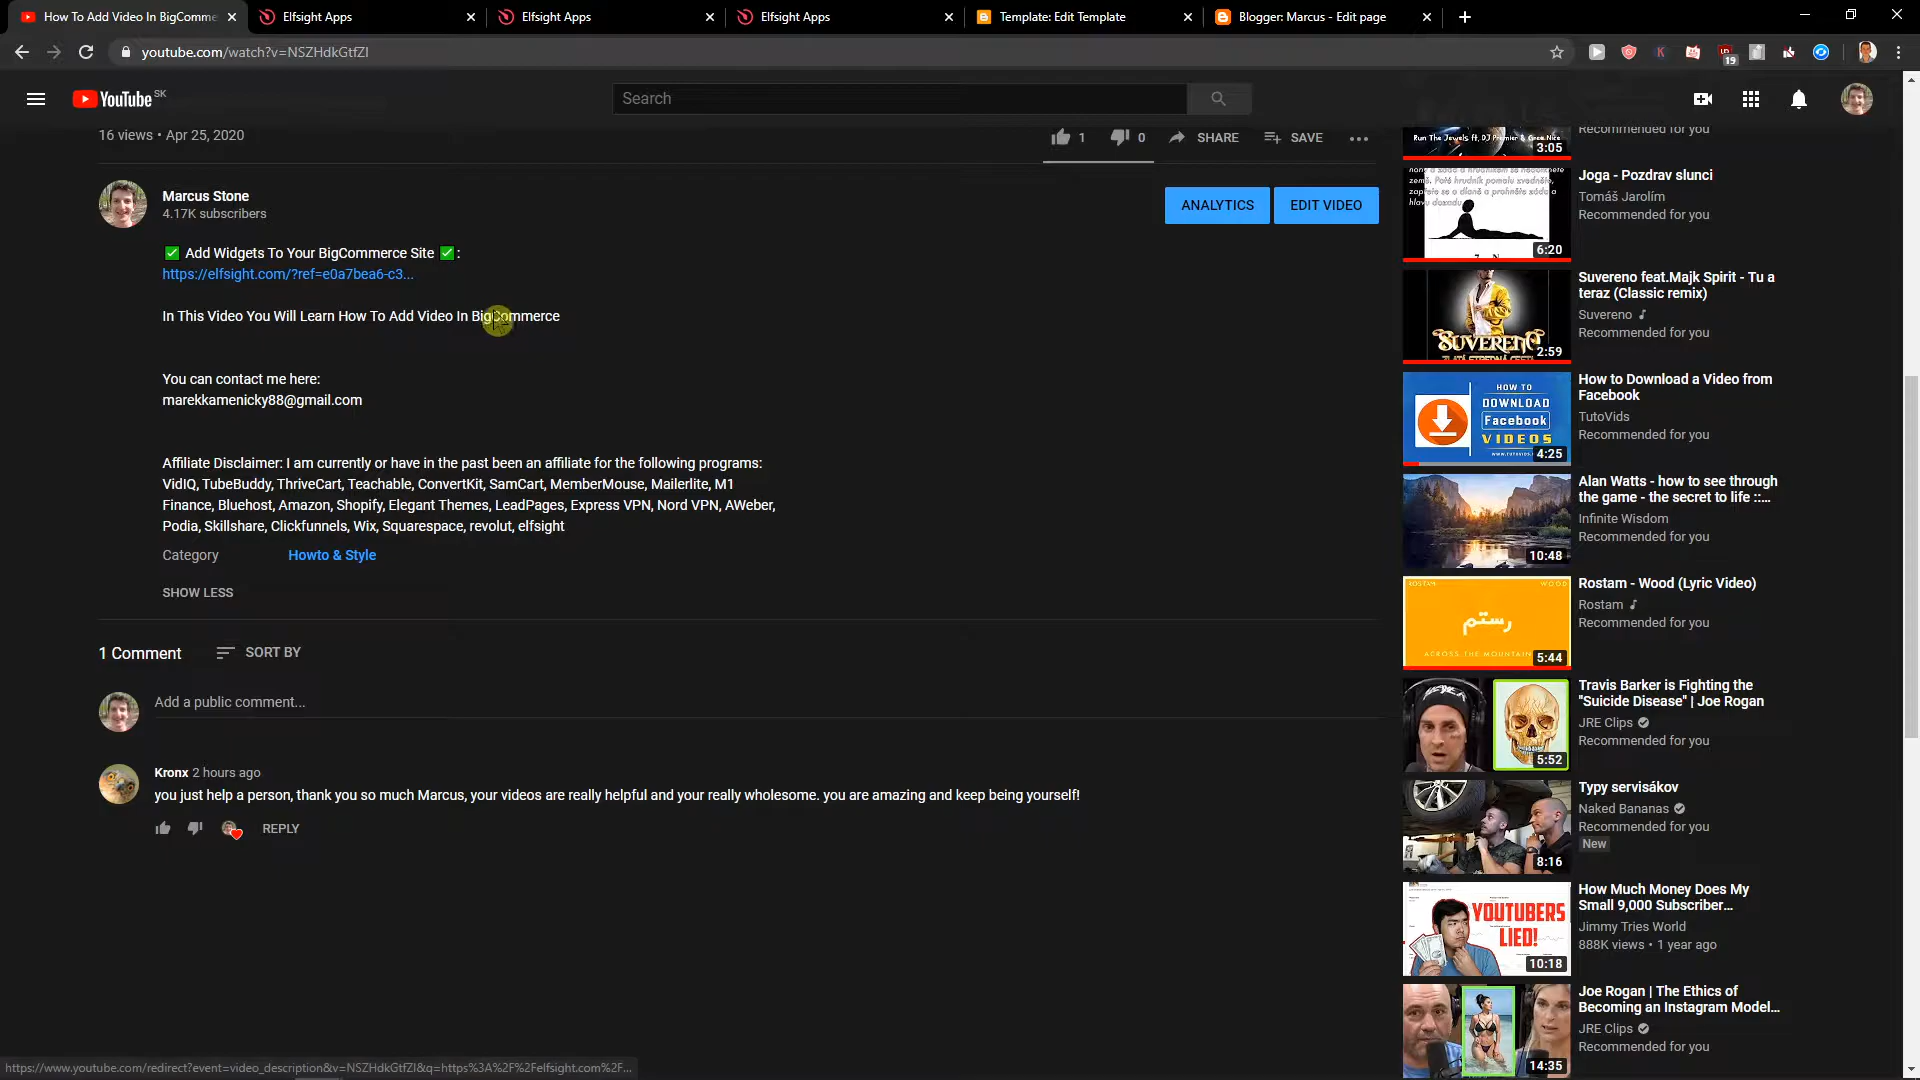 How To Add Video In BigComme
Elfsight Apps
Elfsight Apps
Elfsight Apps
Template: Edit Template
Blogger: Marcus - Edit page
youtube.com/watch?v=NSZHdkGtfZI
19
YouTube SK
Search
16 views • Apr 25, 2020
1
0
SHARE
SAVE
Marcus Stone
4.17K subscribers
ANALYTICS
EDIT VIDEO
✅ Add Widgets To Your BigCommerce Site ✅:
https://elfsight.com/?ref=e0a7bea6-c3...
In This Video You Will Learn How To Add Video In BigCommerce
You can contact me here:
marekkamenicky88@gmail.com
Affiliate Disclaimer: I am currently or have in the past been an affiliate for the following programs:
VidIQ, TubeBuddy, ThriveCart, Teachable, ConvertKit, SamCart, MemberMouse, Mailerlite, M1
Finance, Bluehost, Amazon, Shopify, Elegant Themes, LeadPages, Express VPN, Nord VPN, AWeber,
Podia, Skillshare, Clickfunnels, Wix, Squarespace, revolut, elfsight
Category
Howto & Style
SHOW LESS
1 Comment
SORT BY
Add a public comment...
Kronx 2 hours ago
you just help a person, thank you so much Marcus, your videos are really helpful and your really wholesome. you are amazing and keep being yourself!
REPLY
Run The Jewels ft. DJ Premier & Greg Nice
3:05
Recommended for you
6:20
Joga - Pozdrav slunci
Tomáš Jarolím
Recommended for you
SUVERENO
2:59
Suvereno feat.Majk Spirit - Tu a
teraz (Classic remix)
Suvereno
Recommended for you
HOW TO
DOWNLOAD
Facebook
VIDEOS
4:25
How to Download a Video from
Facebook
TutoVids
Recommended for you
10:48
Alan Watts - how to see through
the game - the secret to life ::...
Infinite Wisdom
Recommended for you
ROSTAM
WOOD
رستم
ACROSS THE MOUNTAIN
5:44
Rostam - Wood (Lyric Video)
Rostam
Recommended for you
5:52
Travis Barker is Fighting the
"Suicide Disease" | Joe Rogan
JRE Clips
Recommended for you
8:16
Typy servisákov
Naked Bananas
Recommended for you
New
YOUTUBERS
LIED!
10:18
How Much Money Does My
Small 9,000 Subscriber...
Jimmy Tries World
888K views • 1 year ago
14:35
Joe Rogan | The Ethics of
Becoming an Instagram Model...
JRE Clips
Recommended for you
https://www.youtube.com/redirect?event=video_description&v=NSZHdkGtfZI&q=https%3A%2F%2Felfsight.com%2F...